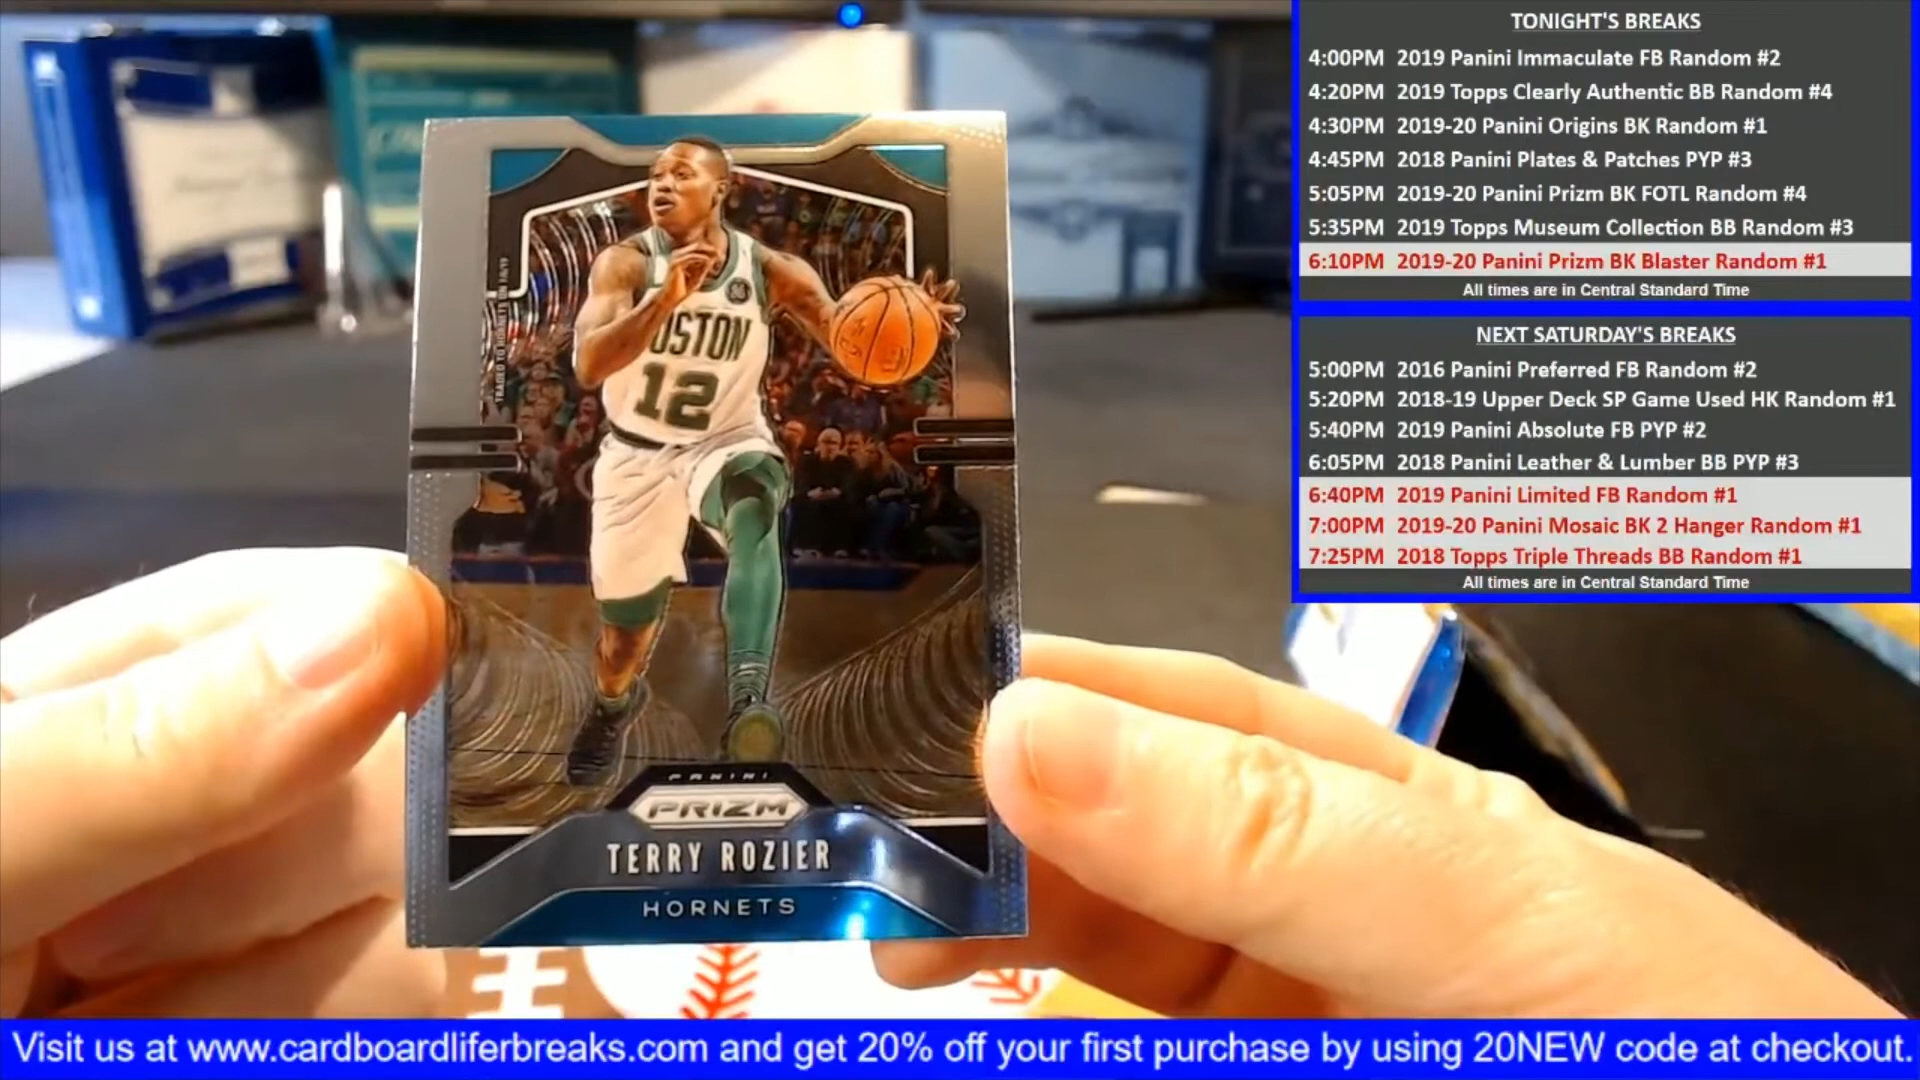 TONIGHT'S BREAKS
4:00PM 2019 Panini Immaculate FB Random #2
4:20PM 2019 Topps Clearly Authentic BB Random #4
4:30PM 2019-20 Panini Origins BK Random #1
4:45PM 2018 Panini Plates & Patches PYP #3
5:05PM 2019-20 Panini Prizm BK FOTL Random #4
5:35PM 2019 Topps Museum Collection BB Random #3
6:10PM 2019-20 Panini Prizm BK Blaster Random #1
All times are in Central Standard Time
NEXT SATURDAY'S BREAKS
5:00PM 2016 Panini Preferred FB Random #2
5:20PM 2018-19 Upper Deck SP Game Used HK Random #1
5:40PM 2019 Panini Absolute FB PYP #2
6:05PM 2018 Panini Leather & Lumber BB PYP #3
6:40PM 2019 Panini Limited FB Random #1
7:00PM 2019-20 Panini Mosaic BK 2 Hanger Random #1
7:25PM 2018 Topps Triple Threads BB Random #1
All times are in Central Standard Time
OSTON
12
PANINI
PRIZM
TERRY ROZIER
HORNETS
Visit us at www.cardboardliferbreaks.com and get 20% off your first purchase by using 20NEW code at checkout.